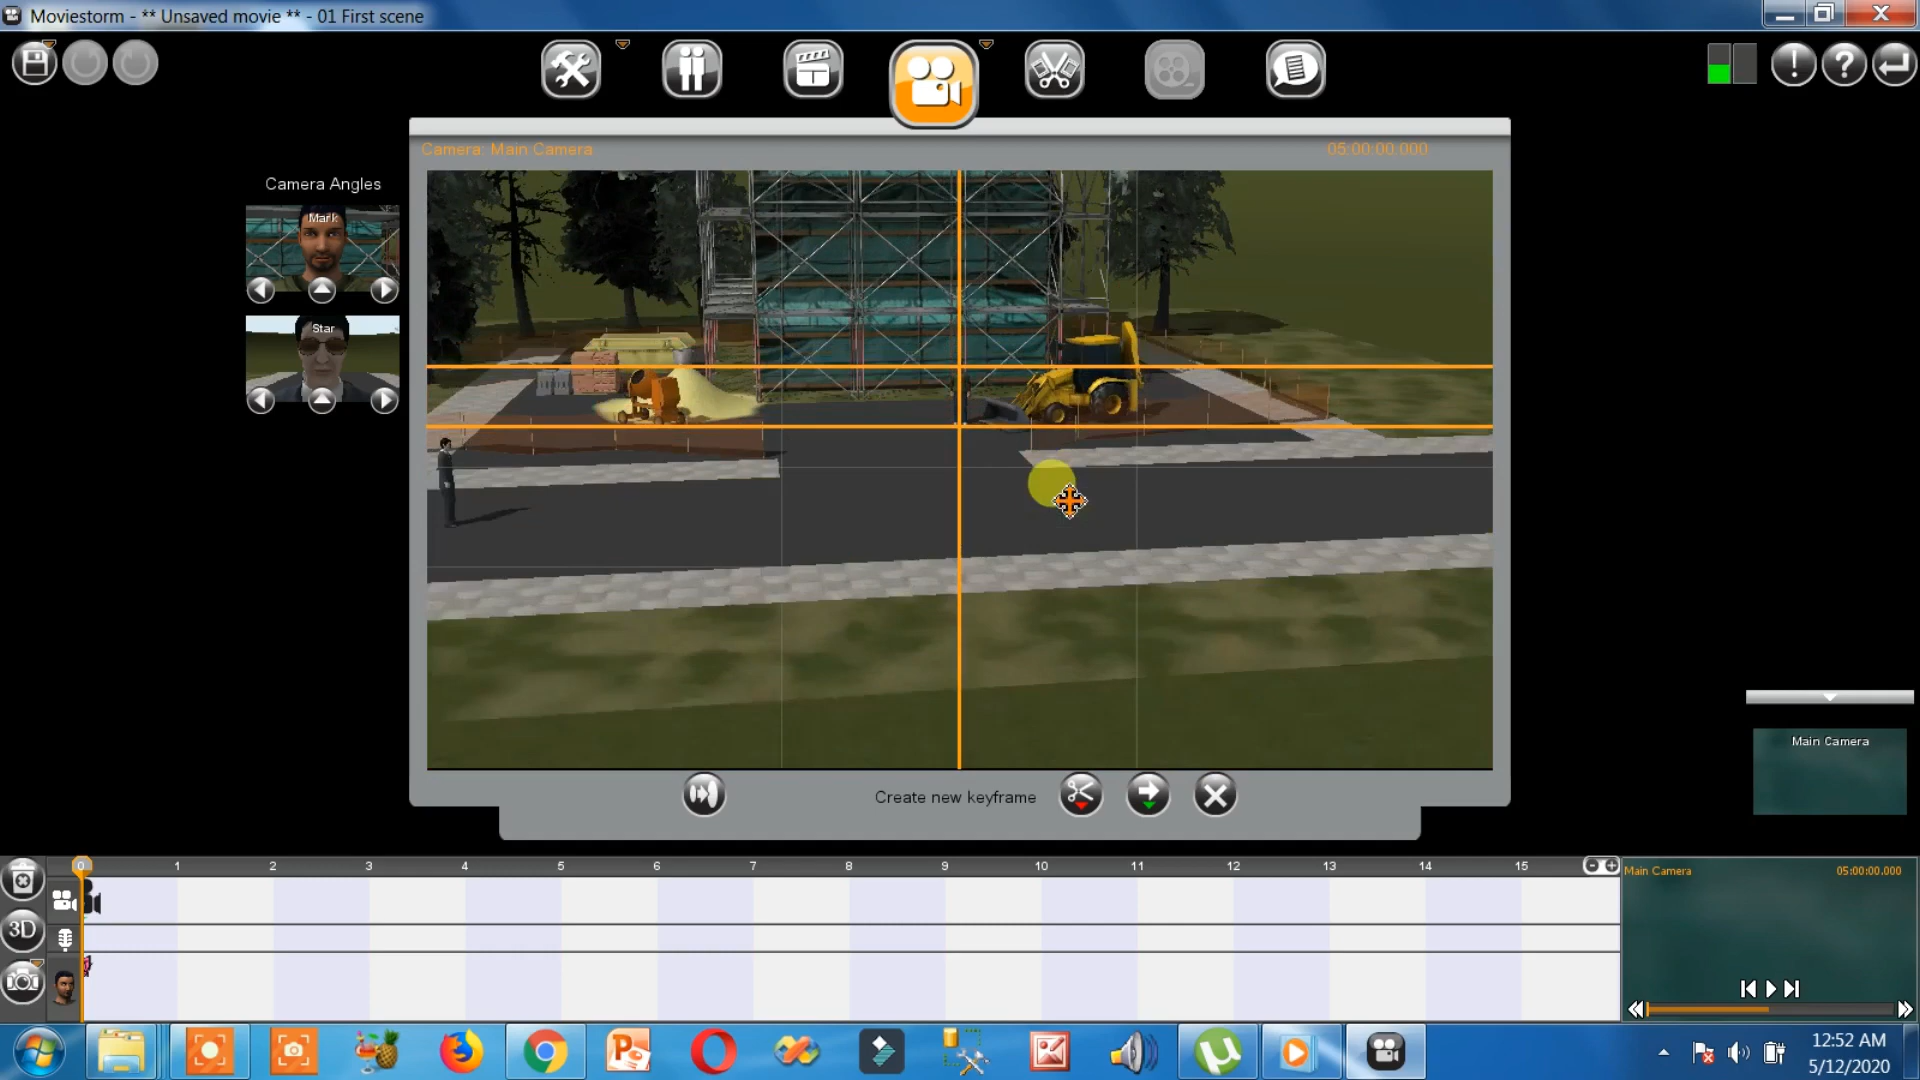 Moviestorm - ** Unsaved movie ** - 01 First scene
Camera: Main Camera
05:00:00.000
Camera Angles
Mark
Star
Main Camera
Create new keyframe
0 1 2 3 4 5 6 7 8 9 10 11 12 13 14 15
Main Camera
05:00:00.000
3D
12:52 AM
5/12/2020